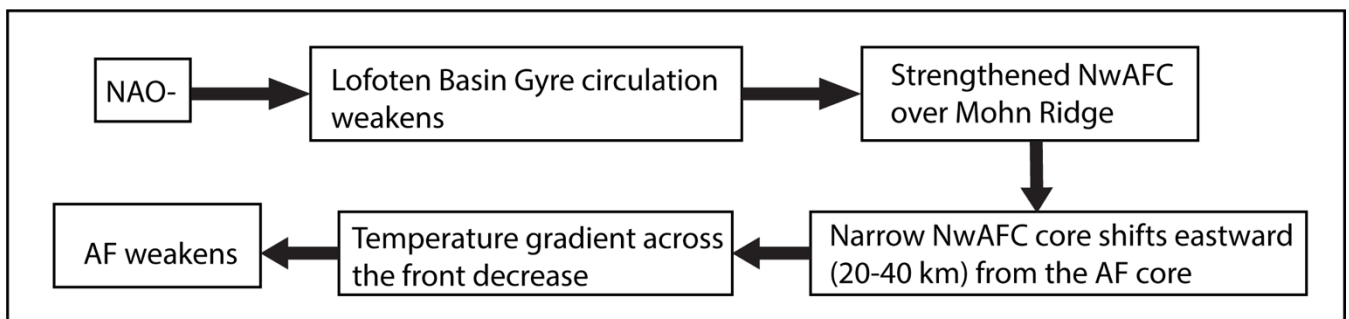 NAO-
Lofoten Basin Gyre circulation
weakens
Strengthened NwAFC
over Mohn Ridge
Narrow NwAFC core shifts eastward
(20-40 km) from the AF core
Temperature gradient across
the front decrease
AF weakens